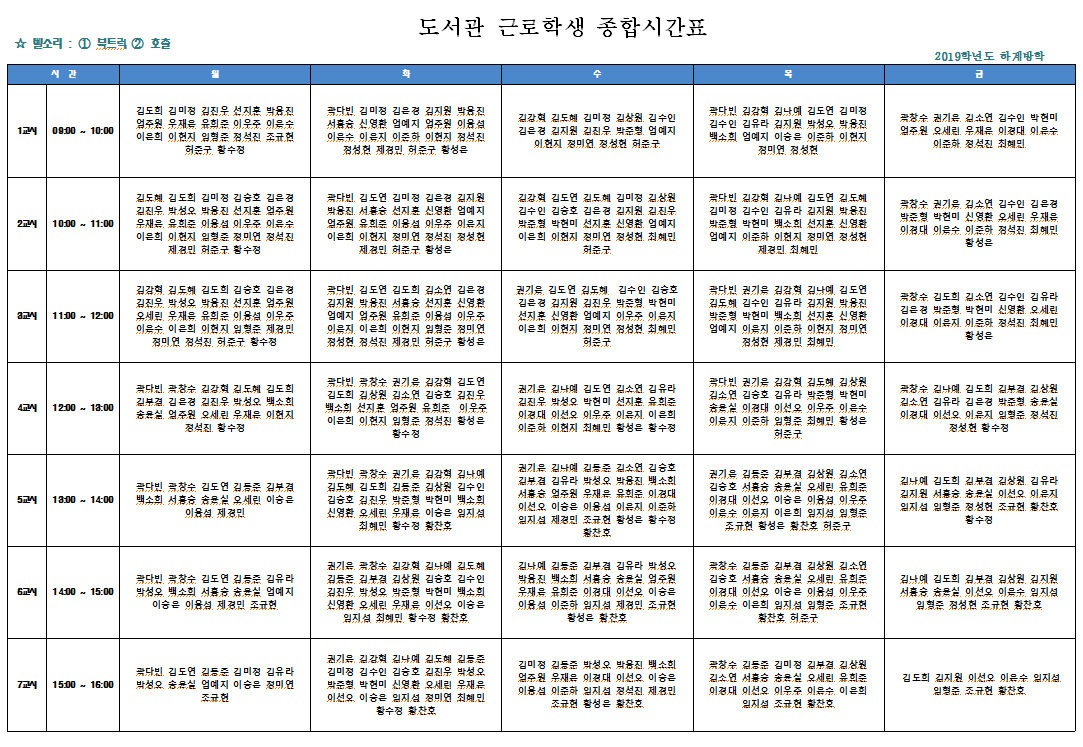 도서관 근로학생 종합시간표
☆ 벨소리 : ① 북트럭 ② 호출
2019학년도 하계방학
시 간
월
화
수
목
금
1교시
09:00 ~ 10:00
김도희 김미정 김진우 선지훈 박용진
엄주원 우재윤 유희준 이우주 이윤수
이은희 이현지 임형준 정석진 조규현
허준구 황수정
곽다빈 김미정 김은경 김지원 박용진
서흥승 신영환 엄예지 엄주원 이용섭
이윤수 이윤지 이준하 이현지 정석진
정성현 제경민 허준구 황성은
김강혁 김도혜 김미정 김상원 김수인
김은경 김지원 김진우 박준형 엄예지
이현지 정미연 정성현 허준구
곽다빈 김강혁 김나예 김도연 김미정
김수인 김유라 김지원 박성오 박용진
백소희 엄예지 이승은 이준하 이현지
정미연 정성현
곽창수 권기윤 김소연 김수인 박현미
엄주원 오세린 우재윤 이경대 이윤수
이준하 정석진 최혜민
2교시
10:00 ~ 11:00
김도혜 김도희 김미정 김승호 김은경
김진우 박성오 박용진 선지훈 엄주원
우재윤 유희준 이용섭 이우주 이윤수
이은희 이현지 임형준 정미연 정석진
제경민 허준구 황수정
곽다빈 김도연 김미정 김은경 김지원
박용진 서흥승 선지훈 신영환 엄예지
엄주원 유희준 이용섭 이우주 이윤지
이은희 이현지 정미연 정석진 정성현
제경민 허준구 황성은
김강혁 김도연 김도혜 김미정 김상원
김수인 김승호 김은경 김지원 김진우
박준형 박현미 선지훈 신영환 엄예지
이은희 이현지 정미연 정성현 최혜민
허준구
곽다빈 김강혁 김나예 김도연 김도혜
김미정 김수인 김유라 김지원 박용진
박준형 박현미 백소희 선지훈 신영환
엄예지 이준하 이현지 정미연 정성현
제경민 최혜민
곽창수 권기윤 김소연 김수인 김은경
박준형 박현미 신영환 오세린 우재윤
이경대 이윤수 이준하 정석진 최혜민
황성은
3교시
11:00 ~ 12:00
김강혁 김도혜 김도희 김승호 김은경
김진우 박성오 박용진 선지훈 엄주원
오세린 우재윤 유희준 이용섭 이우주
이윤수 이은희 이현지 임형준 제경민
정미연 정석진 허준구 황수정
곽다빈 김도연 김도희 김소연 김은경
김지원 박용진 서흥승 선지훈 신영환
엄예지 엄주원 유희준 이용섭 이우주
이윤지 이은희 이현지 임형준 정미연
정성현 정석진 제경민 허준구 황성은
권기윤 김도연 김도혜 김수인 김승호
김은경 김지원 김진우 박준형 박현미
선지훈 신영환 엄예지 이우주 이윤지
이은희 이현지 정미연 정성현 최혜민
허준구
곽다빈 권기윤 김강혁 김나예 김도연
김도혜 김수인 김유라 김지원 박용진
박준형 박현미 백소희 선지훈 신영환
엄예지 이윤지 이준하 이현지 정미연
정성현 제경민 최혜민
곽창수 김도희 김소연 김수인 김유라
김은경 박준형 박현미 신영환 오세린
이경대 이윤지 이준하 정석진 최혜민
황성은
4교시
12:00 ~ 13:00
곽다빈 곽창수 김강혁 김도혜 김도희
김부겸 김은경 김진우 박성오 백소희
송윤실 엄주원 오세린 우재윤 이현지
정석진 황수정
곽다빈 곽창수 권기윤 김강혁 김도연
김도희 김상원 김소연 김승호 김진우
백소희 선지훈 엄주원 유희준 이우주
이은희 이현지 임형준 정석진 황성은
황수정
권기윤 김나예 김도연 김소연 김유라
김진우 박성오 박현미 선지훈 유희준
이경대 이선오 이우주 이윤지 이은희
이준하 이현지 최혜민 황성은 황수정
곽다빈 권기윤 김강혁 김도혜 김상원
김소연 김승호 김유라 박준형 박현미
송윤실 이경대 이선오 이우주 이윤수
이윤지 이준하 임형준 최혜민 황성은
허준구
곽창수 김나예 김도희 김부겸 김상원
김소연 김유라 김은경 박준형 송윤실
이경대 이선오 이윤지 임형준 정석진
정성현 황수정
5교시
13:00 ~ 14:00
곽다빈 곽창수 김도연 김동준 김부겸
백소희 서흥승 송윤실 오세린 이승은
이용섭 제경민
곽다빈 곽창수 권기윤 김강혁 김나예
김도혜 김도희 김동준 김상원 김수인
김승호 김진우 박준형 박현미 백소희
신영환 오세린 우재윤 이승은 임지섭
최혜민 황수정 황찬호
권기윤 김나예 김동준 김소연 김승호
김부겸 김유라 박성오 박용진 백소희
서흥승 엄주원 우재윤 유희준 이경대
이선오 이승은 이용섭 이윤지 이준하
임지섭 제경민 조규현 황성은 황수정
황찬호
권기윤 김동준 김부겸 김상원 김소연
김승호 서흥승 송윤실 오세린 유희준
이경대 이선오 이승은 이용섭 이우주
이윤수 이윤지 이은희 임지섭 임형준
조규현 황성은 황찬호 허준구
김나예 김도희 김부겸 김상원 김유라
김지원 서흥승 송윤실 이선오 이윤지
임지섭 임형준 정성현 조규현 황찬호
황수정
6교시
14:00 ~ 15:00
곽다빈 곽창수 김도연 김동준 김유라
박성오 백소희 서흥승 송윤실 엄예지
이승은 이용섭 제경민 조규현
권기윤 곽창수 김강혁 김나예 김도혜
김동준 김부겸 김상원 김승호 김수인
김진우 박성오 박준형 박현미 백소희
신영환 오세린 우재윤 이선오 이승은
임지섭 최혜민 황수정 황찬호
김나예 김동준 김부겸 김유라 박성오
박용진 백소희 서흥승 송윤실 엄주원
우재윤 유희준 이경대 이선오 이승은
이용섭 이준하 임지섭 제경민 조규현
황성은 황찬호
곽창수 김동준 김부겸 김상원 김소연
김승호 서흥승 송윤실 오세린 유희준
이경대 이선오 이승은 이용섭 이우주
이윤수 이은희 임지섭 임형준 조규현
황찬호 허준구
김나예 김도희 김부겸 김상원 김지원
서흥승 송윤실 이선오 이윤수 임지섭
임형준 정성현 조규현 황찬호
7교시
15:00 ~ 16:00
곽다빈 김도연 김동준 김미정 김유라
박성오 송윤실 엄예지 이승은 정미연
조규현
권기윤 김강혁 김나예 김도혜 김동준
김미정 김수인 김승호 김진우 박성오
박준형 박현미 신영환 오세린 우재윤
이선오 이승은 임지섭 정미연 최혜민
황수정 황찬호
김미정 김동준 박성오 박용진 백소희
엄주원 우재윤 이경대 이선오 이승은
이용섭 이준하 임지섭 정석진 제경민
조규현 황성은 황찬호
곽창수 김동준 김미정 김부겸 김상원
김소연 서흥승 송윤실 오세린 유희준
이경대 이선오 이우주 이윤수 이은희
임지섭 조규현 황찬호
김도희 김지원 이선오 이윤수 임지섭
임형준 조규현 황찬호